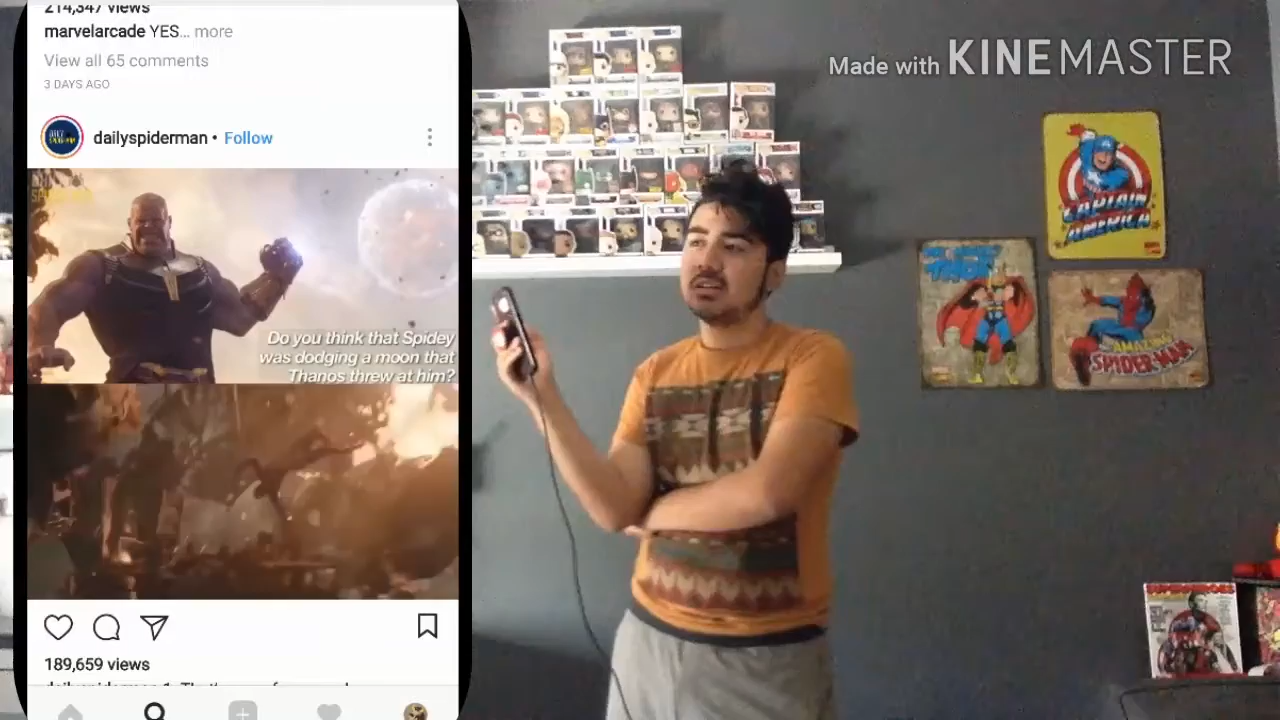 214,347 views
marvelarcade YES... more
View all 65 comments
3 DAYS AGO
dailyspiderman • Follow
Do you think that Spidey
was dodging a moon that
Thanos threw at him?
189,659 views
Made with KINEMASTER
CAPTAIN
AMERICA
THOR
AMAZING
SPIDER-MAN